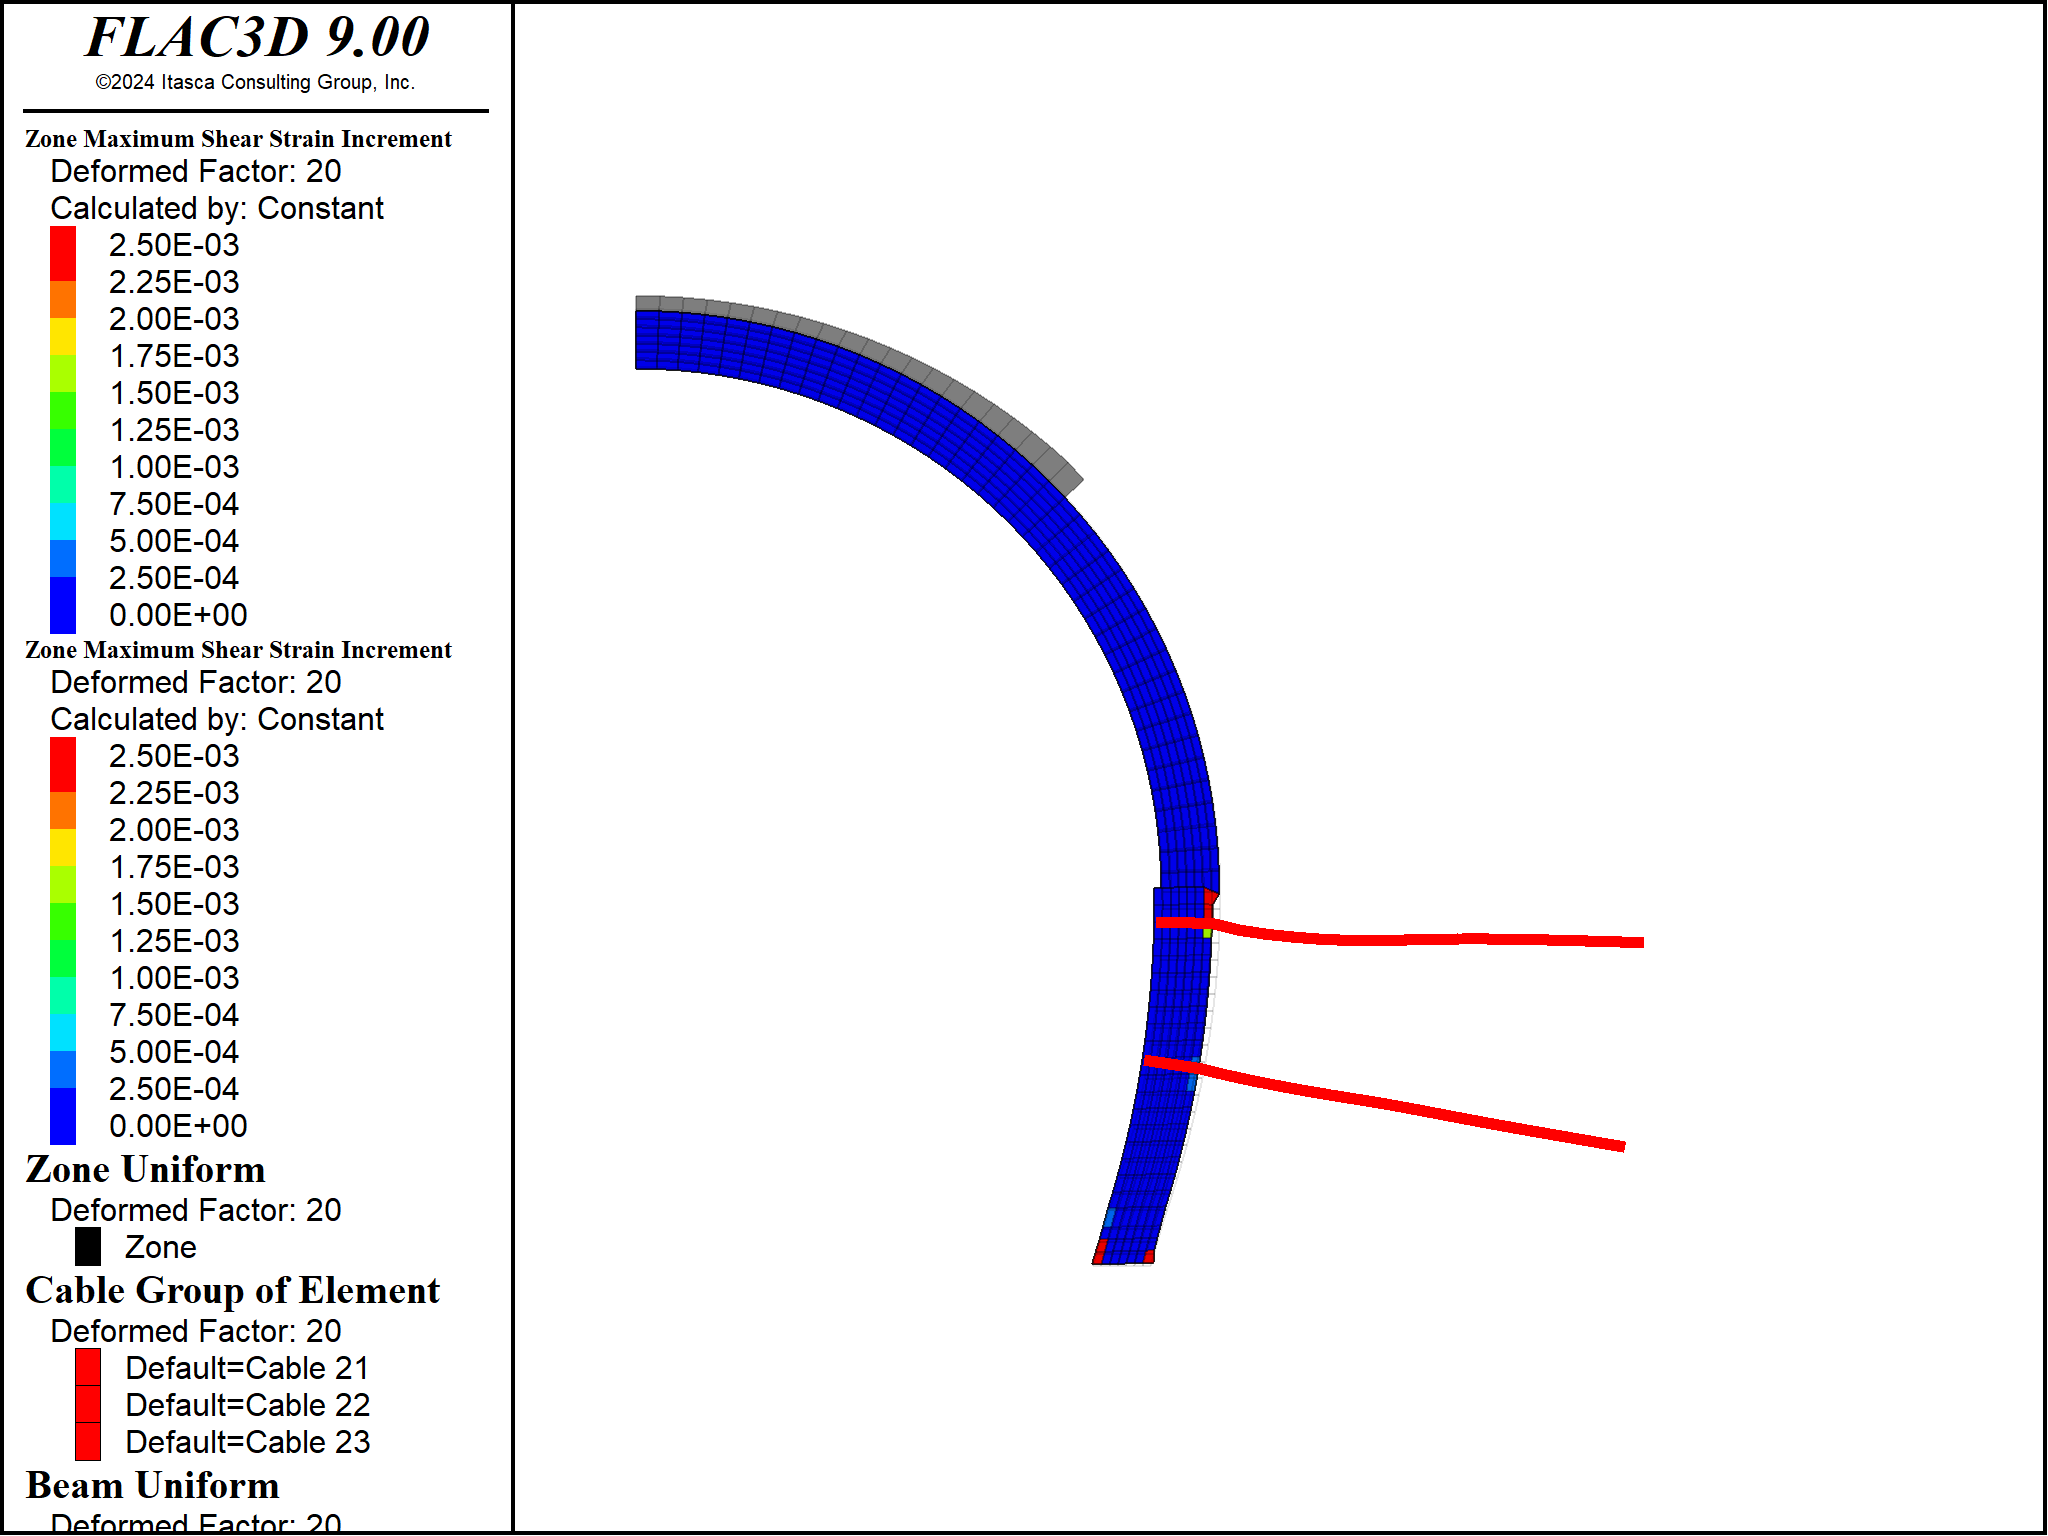 FLAC3D 9.00
©2024 Itasca Consulting Group, Inc.
Zone Maximum Shear Strain Increment
Deformed Factor: 20
Calculated by: Constant
2.50E-03
2.25E-03
2.00E-03
1.75E-03
1.50E-03
1.25E-03
1.00E-03
7.50E-04
5.00E-04
2.50E-04
0.00E+00
Zone Maximum Shear Strain Increment
Deformed Factor: 20
Calculated by: Constant
2.50E-03
2.25E-03
2.00E-03
1.75E-03
1.50E-03
1.25E-03
1.00E-03
7.50E-04
5.00E-04
2.50E-04
0.00E+00
Zone Uniform
Deformed Factor: 20
Zone
Cable Group of Element
Deformed Factor: 20
Default=Cable 21
Default=Cable 22
Default=Cable 23
Beam Uniform
Deformed Factor: 20